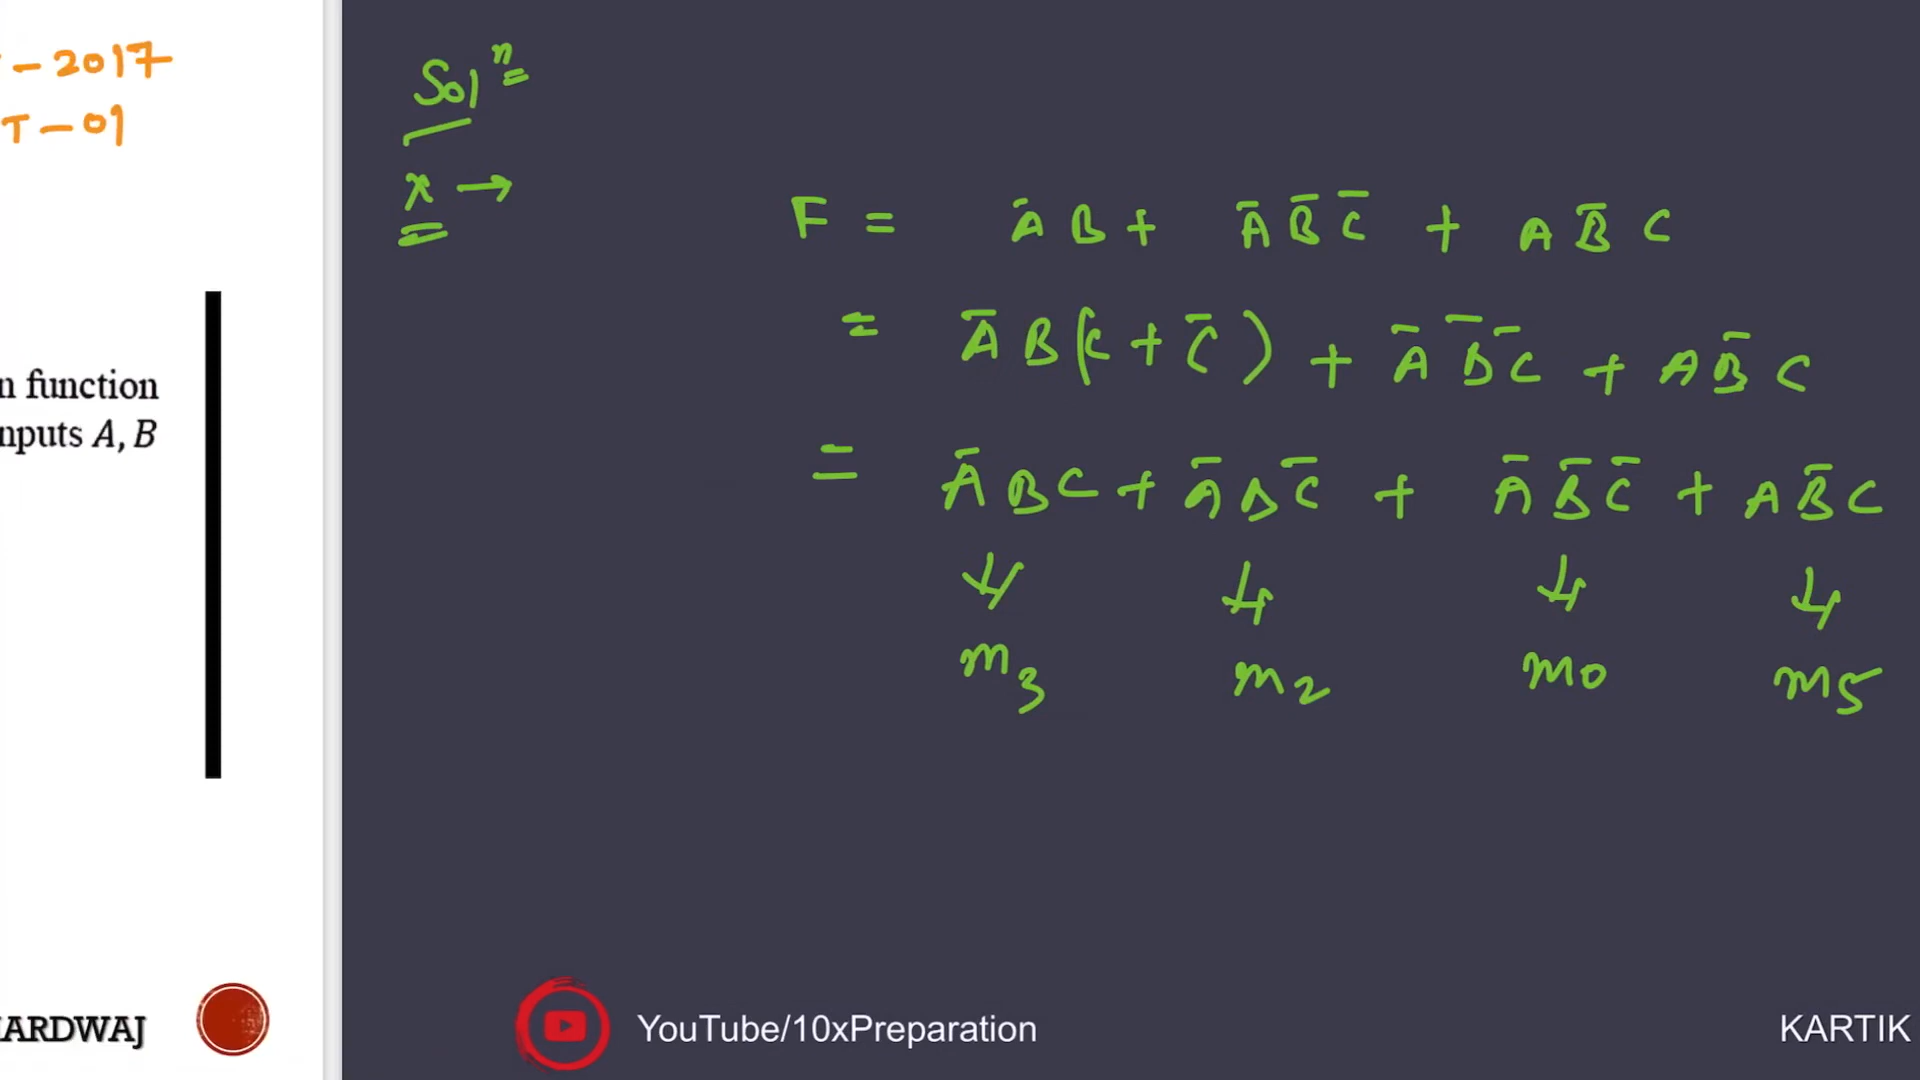 - 2017
T - 01
n function
nputs A, B
Solⁿ
x →
F = ĀB + ĀB̄C̄ + AB̄C
= ĀB(C + C̄) + ĀB̄C̄ + AB̄C
= ĀBC + ĀBC̄ + ĀB̄C̄ + AB̄C
m3 m2 m0 m5
ARDWAJ
YouTube/10xPreparation
KARTIK